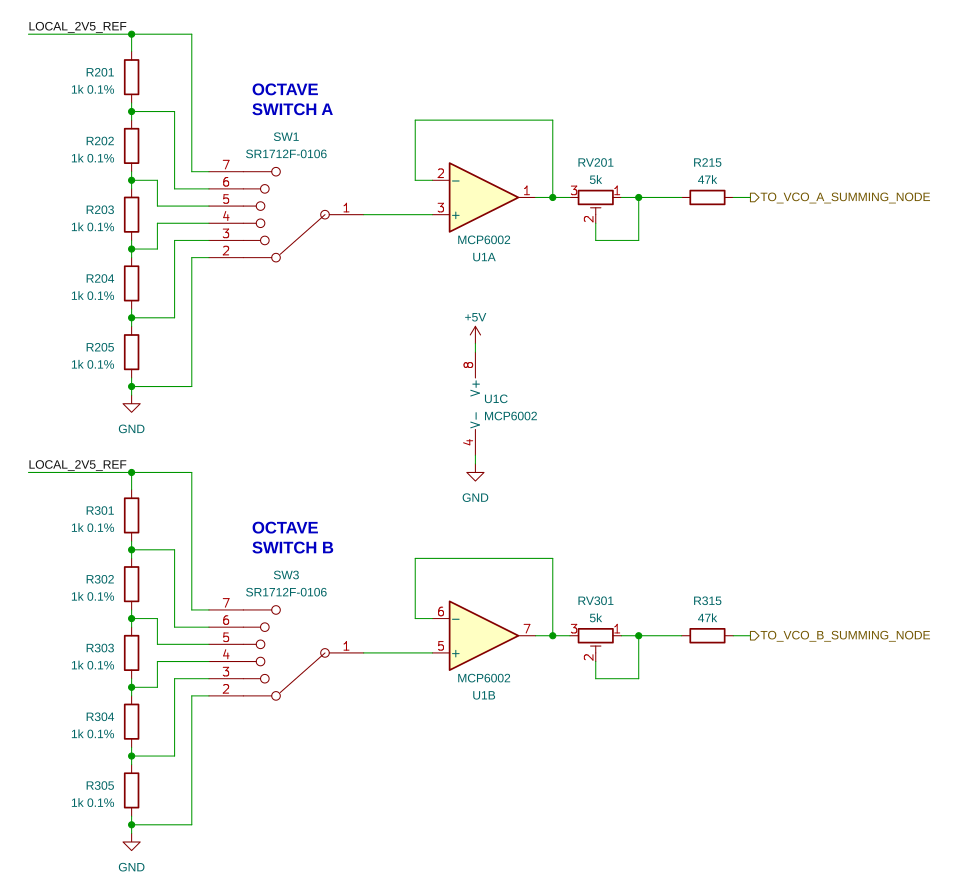 LOCAL_2V5_REF
R201
1k 0.1%
R202
1k 0.1%
R203
1k 0.1%
R204
1k 0.1%
R205
1k 0.1%
GND
OCTAVE
SWITCH A
SW1
SR1712F-0106
7
6
5
4
3
2
1
2
3
−
+
1
MCP6002
U1A
RV201
5k
3
1
2
R215
47k
TO_VCO_A_SUMMING_NODE
+5V
8
V+
U1C
MCP6002
V−
4
GND
LOCAL_2V5_REF
R301
1k 0.1%
R302
1k 0.1%
R303
1k 0.1%
R304
1k 0.1%
R305
1k 0.1%
GND
OCTAVE
SWITCH B
SW3
SR1712F-0106
7
6
5
4
3
2
1
6
5
−
+
7
MCP6002
U1B
RV301
5k
3
1
2
R315
47k
TO_VCO_B_SUMMING_NODE